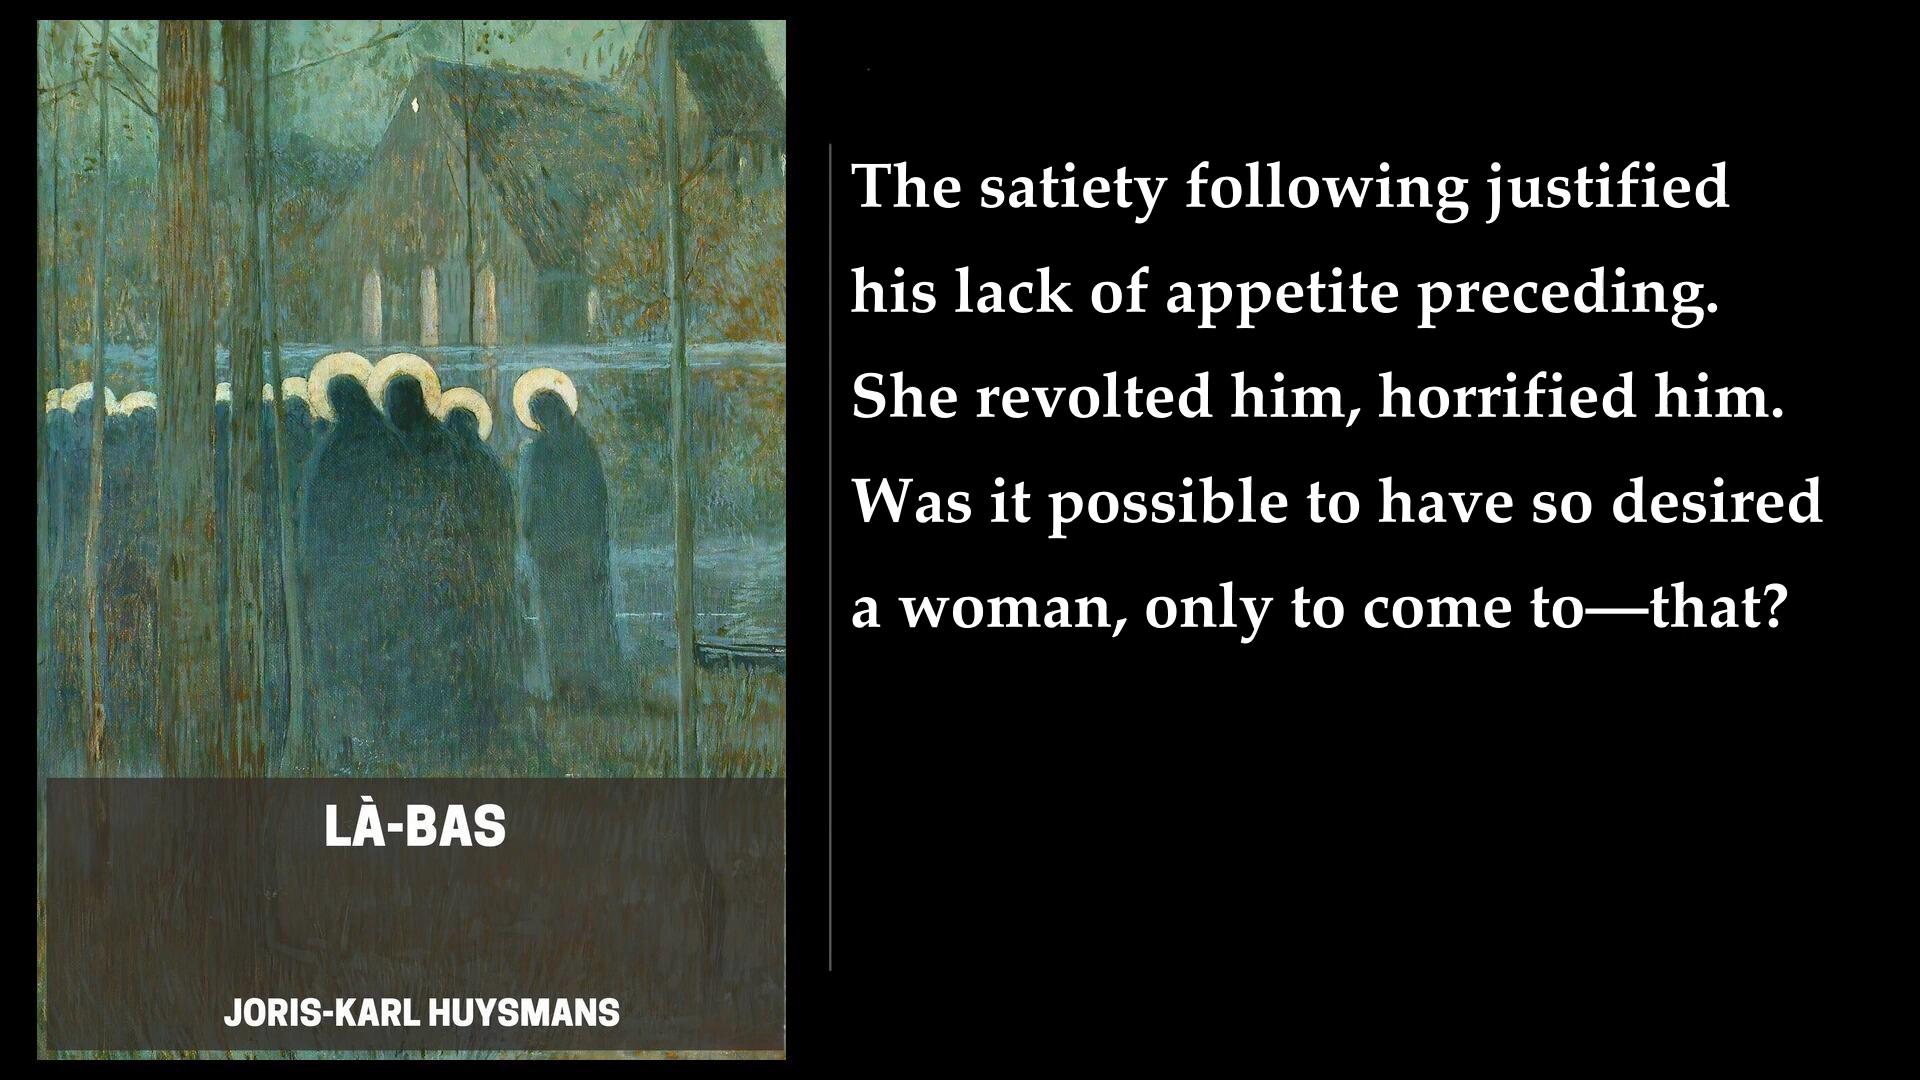 LÀ-BAS
JORIS-KARL HUYSMANS
The satiety following justified
his lack of appetite preceding.
She revolted him, horrified him.
Was it possible to have so desired
a woman, only to come to—that?